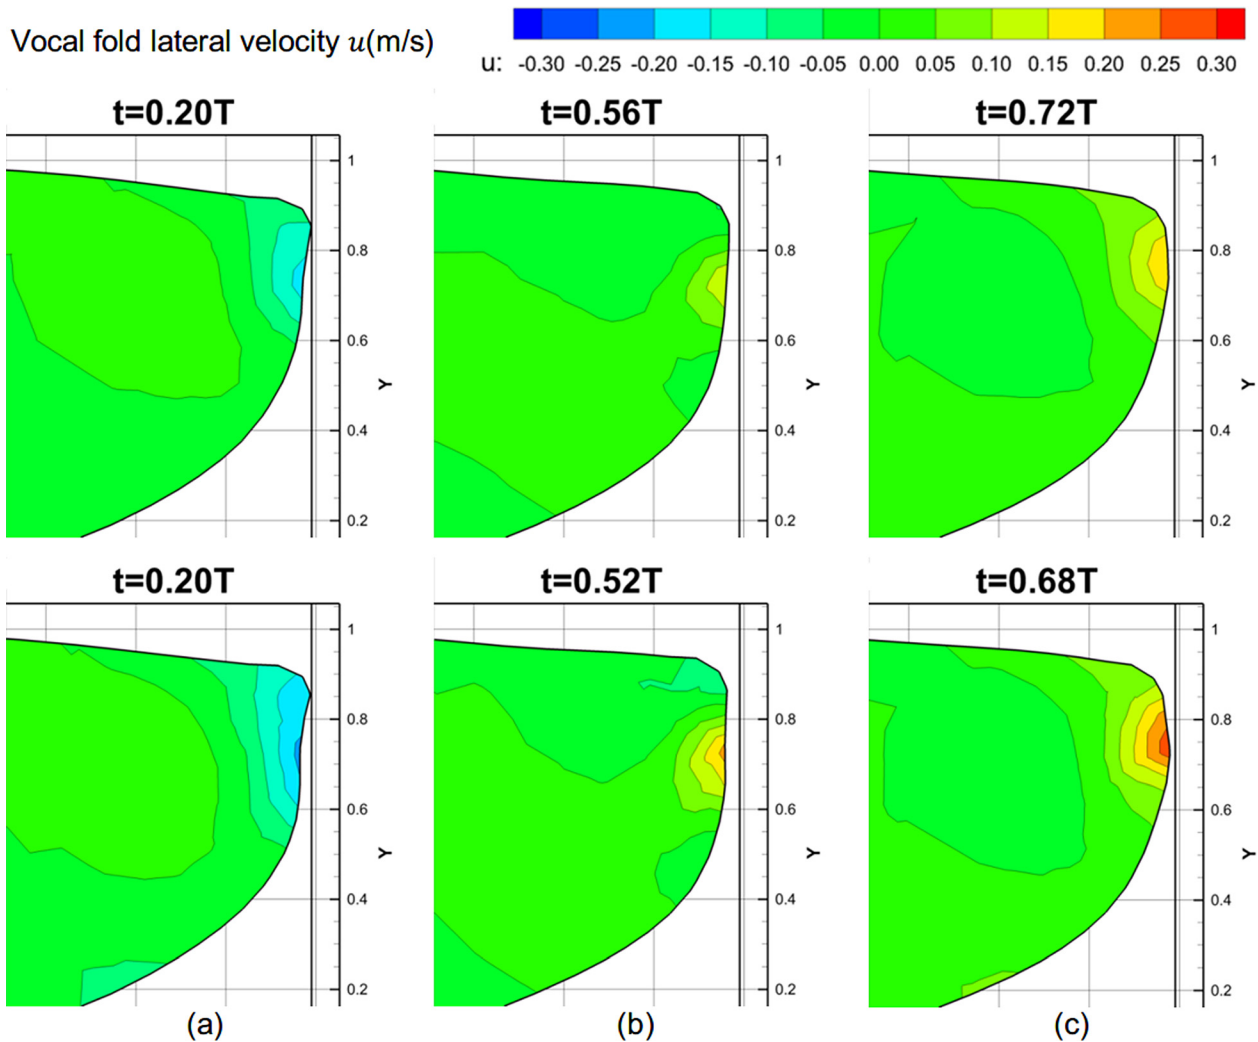 Vocal fold lateral velocity u(m/s)
u: -0.30 -0.25 -0.20 -0.15 -0.10 -0.05 0.00 0.05 0.10 0.15 0.20 0.25 0.30
t=0.20T t=0.56T t=0.72T
1 1 1
0.8 0.8 0.8
0.6 0.6 0.6
Y Y Y
0.4 0.4 0.4
0.2 0.2 0.2
t=0.20T t=0.52T t=0.68T
1 1 1
0.8 0.8 0.8
0.6 0.6 0.6
Y Y Y
0.4 0.4 0.4
0.2 0.2 0.2
(a) (b) (c)